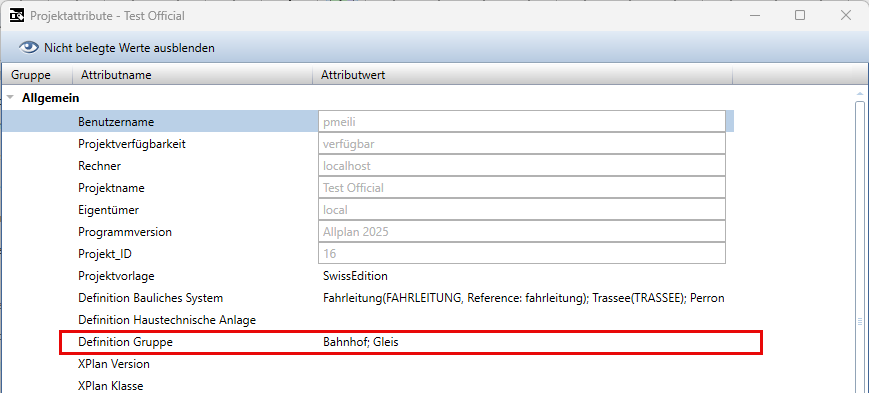 Projektattribute - Test Official
Nicht belegte Werte ausblenden
Gruppe Attributname Attributwert
Allgemein
Benutzername pmeili
Projektverfügbarkeit verfügbar
Rechner localhost
Projektname Test Official
Eigentümer local
Programmversion Allplan 2025
Projekt_ID 16
Projektvorlage SwissEdition
Definition Bauliches System Fahrleitung(FAHRLEITUNG, Reference: fahrleitung); Trassee(TRASSEE); Perron
Definition Haustechnische Anlage
Definition Gruppe Bahnhof; Gleis
XPlan Version
XPlan Klasse